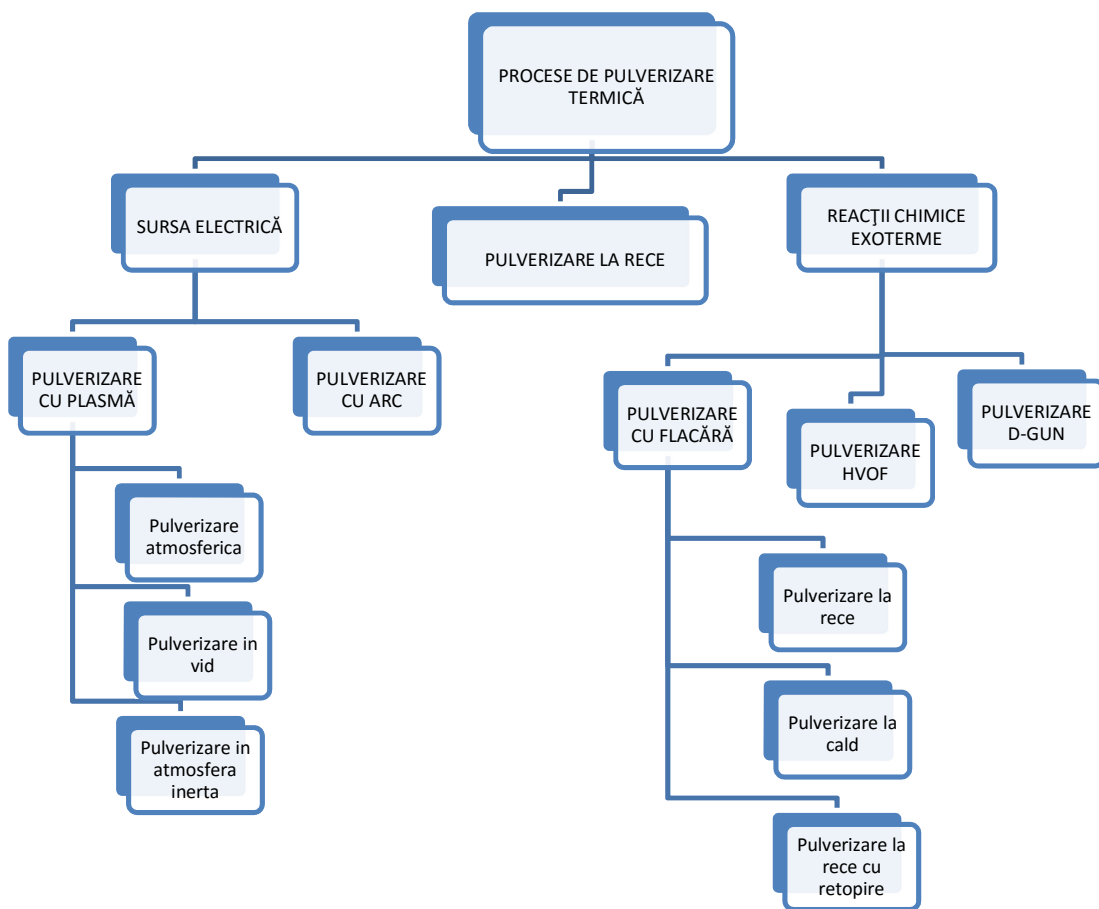 PROCESE DE PULVERIZARE
TERMICĂ
SURSA ELECTRICĂ
PULVERIZARE LA RECE
REACŢII CHIMICE
EXOTERME
PULVERIZARE
CU PLASMĂ
PULVERIZARE
CU ARC
PULVERIZARE
CU FLACĂRĂ
PULVERIZARE
HVOF
PULVERIZARE
D-GUN
Pulverizare
atmosferica
Pulverizare in
vid
Pulverizare in
atmosfera
inerta
Pulverizare la
rece
Pulverizare la
cald
Pulverizare la
rece cu
retopire